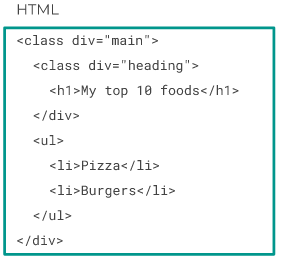 HTML
<class div="main">
<class div="heading">
<h1>My top 10 foods</h1>
</div>
<ul>
<li>Pizza</li>
<li>Burgers</li>
</ul>
</div>